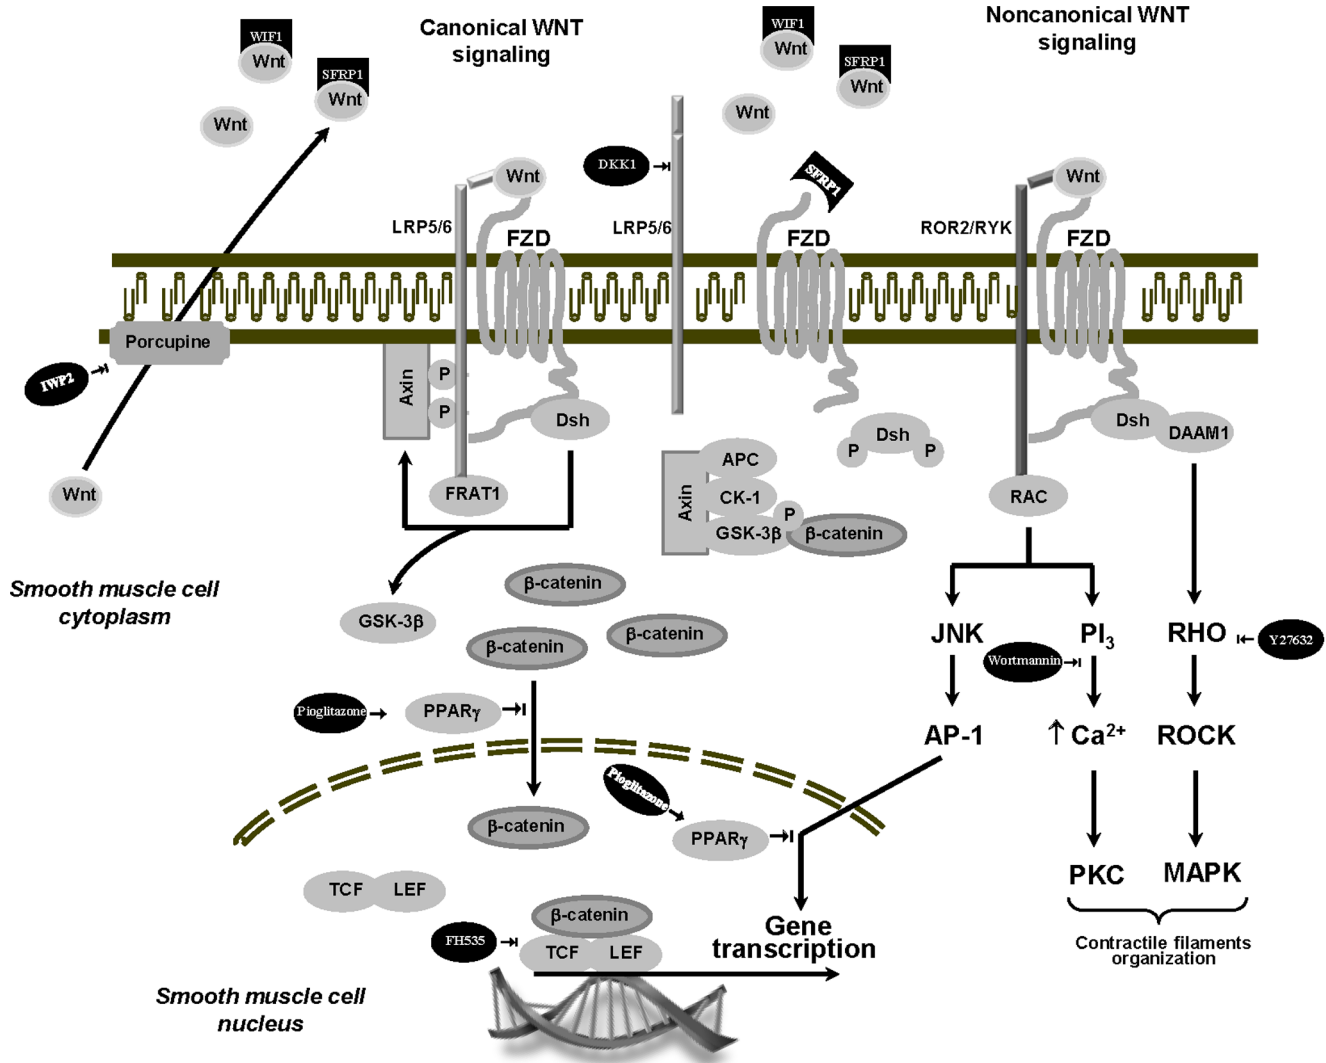 Canonical WNT
signaling
Noncanonical WNT
signaling
WIF1
Wnt
SFRP1
Wnt
Wnt
WIF1
Wnt
SFRP1
Wnt
Wnt
DKK1
Wnt
SFRP1
Wnt
LRP5/6
FZD
LRP5/6
FZD
ROR2/RYK
FZD
Porcupine
IWP2
Axin
P
P
Dsh
Wnt
FRAT1
Dsh
P
P
Dsh
DAAM1
Axin
APC
CK-1
P
GSK-3β
β-catenin
RAC
Smooth muscle cell
cytoplasm
GSK-3β
β-catenin
β-catenin
β-catenin
JNK
PI3
RHO
Y27632
Wortmannin
Pioglitazone
PPARγ
AP-1
↑ Ca2+
ROCK
Pioglitazone
β-catenin
PPARγ
PKC
MAPK
TCF
LEF
β-catenin
FH535
TCF
LEF
Gene
transcription
Contractile filaments
organization
Smooth muscle cell
nucleus